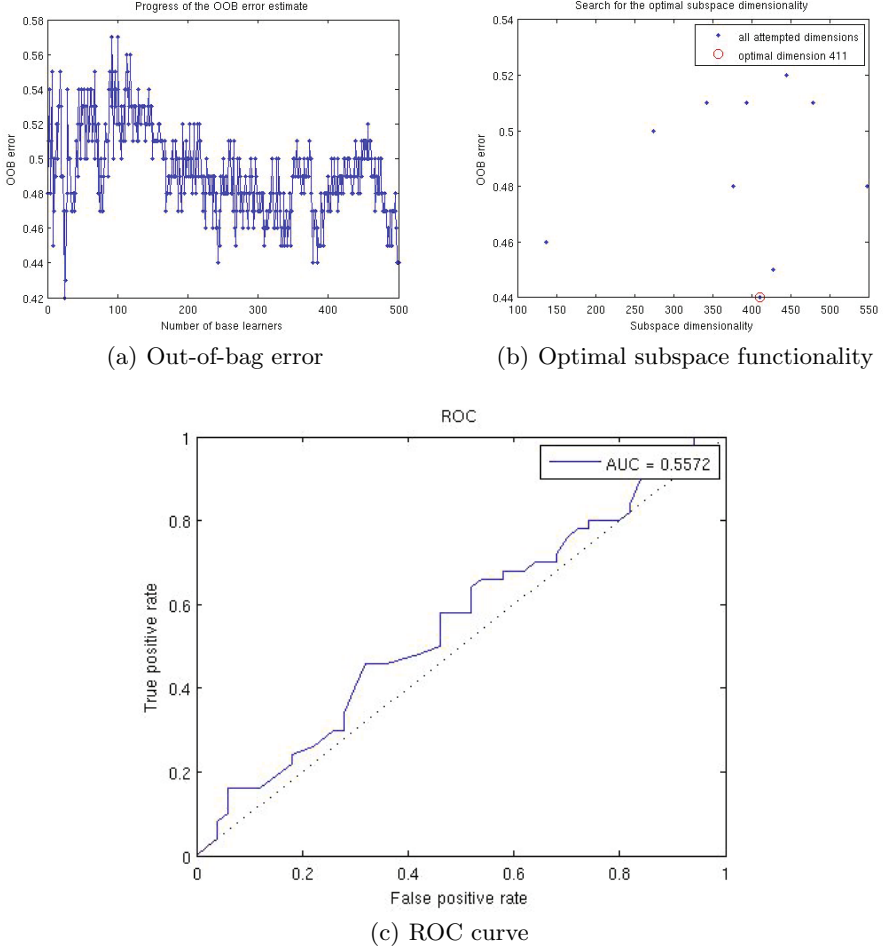 Progress of the OOB error estimate
0.58
0.56
0.54
0.52
0.5
0.48
0.46
0.44
0.42
OOB error
0 100 200 300 400 500
Number of base learners
(a) Out-of-bag error
Search for the optimal subspace dimensionality
0.54
0.52
0.5
0.48
0.46
0.44
OOB error
all attempted dimensions
optimal dimension 411
100 150 200 250 300 350 400 450 500 550
Subspace dimensionality
(b) Optimal subspace functionality
ROC
1
0.8
0.6
0.4
0.2
0
True positive rate
AUC = 0.5572
0 0.2 0.4 0.6 0.8 1
False positive rate
(c) ROC curve